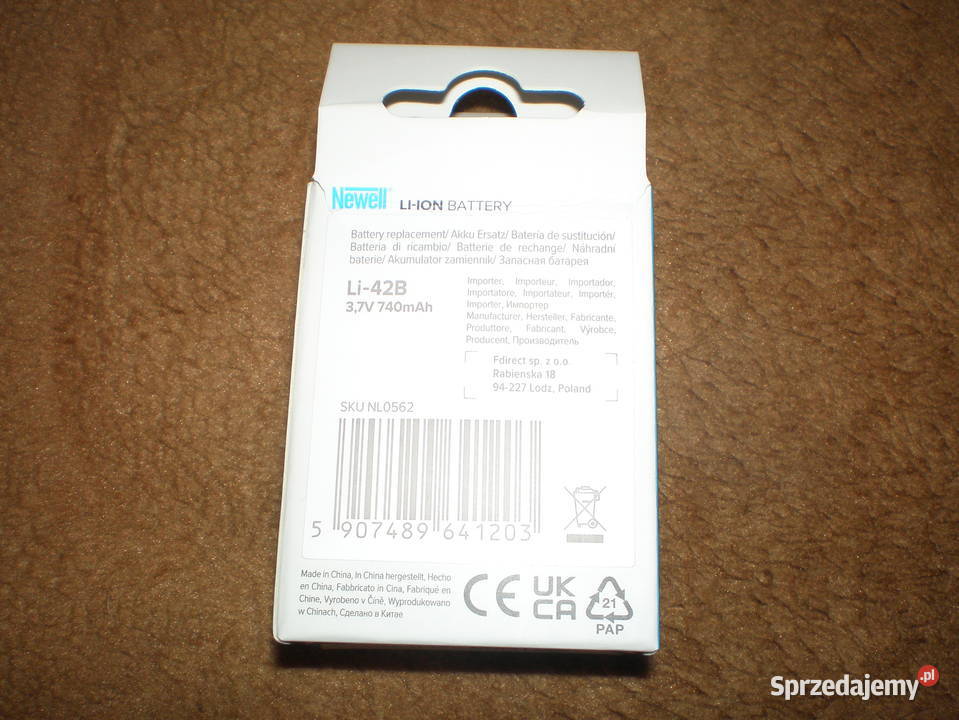 Newell LI-ION BATTERY
Battery replacement/ Akku Ersatz/ Batería de sustitución/
Batteria di ricambio/ Batterie de rechange/ Náhradní
baterie/ Akumulator zamiennik/ Запасная батарея
Li-42B
3,7V 740mAh
Importer, Importeur, Importador,
Importatore, Importateur, Importér,
Importer, Импортер
Manufacturer, Hersteller, Fabricante,
Produttore, Fabricant, Výrobce,
Producent, Производитель
Fdirect sp. z o.o.
Rabienska 18
94-227 Lodz, Poland
SKU NL0562
5 907489 641203
Made in China, In China hergestellt, Hecho
en China, Fabbricato in Cina, Fabriqué en
Chine, Vyrobeno v Číně, Wyprodukowano
w Chinach, Сделано в Китае
CE
UK
CA
21
PAP
Sprzedajemy.pl